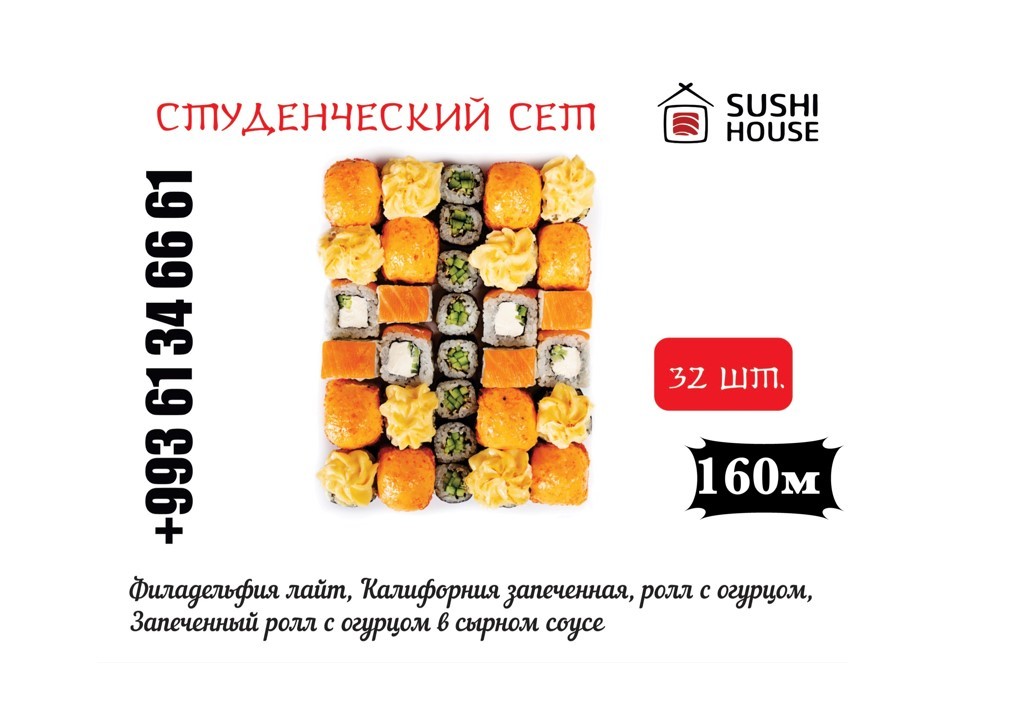 СТУДЕНЧЕСКИЙ СЕТ
SUSHI
HOUSE
+993 61 34 66 61
32 шт.
160м
Филадельфия лайт, Калифорния запеченная, ролл с огурцом,
Запеченный ролл с огурцом в сырном соусе